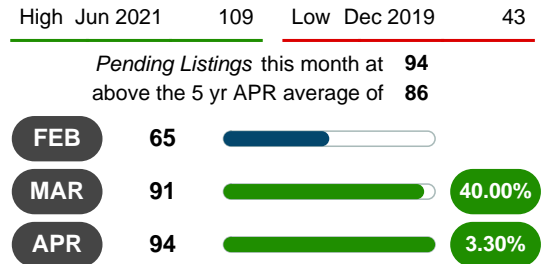 High Jun 2021 109 Low Dec 2019 43
Pending Listings this month at 94
above the 5 yr APR average of 86
FEB 65
MAR 91 40.00%
APR 94 3.30%